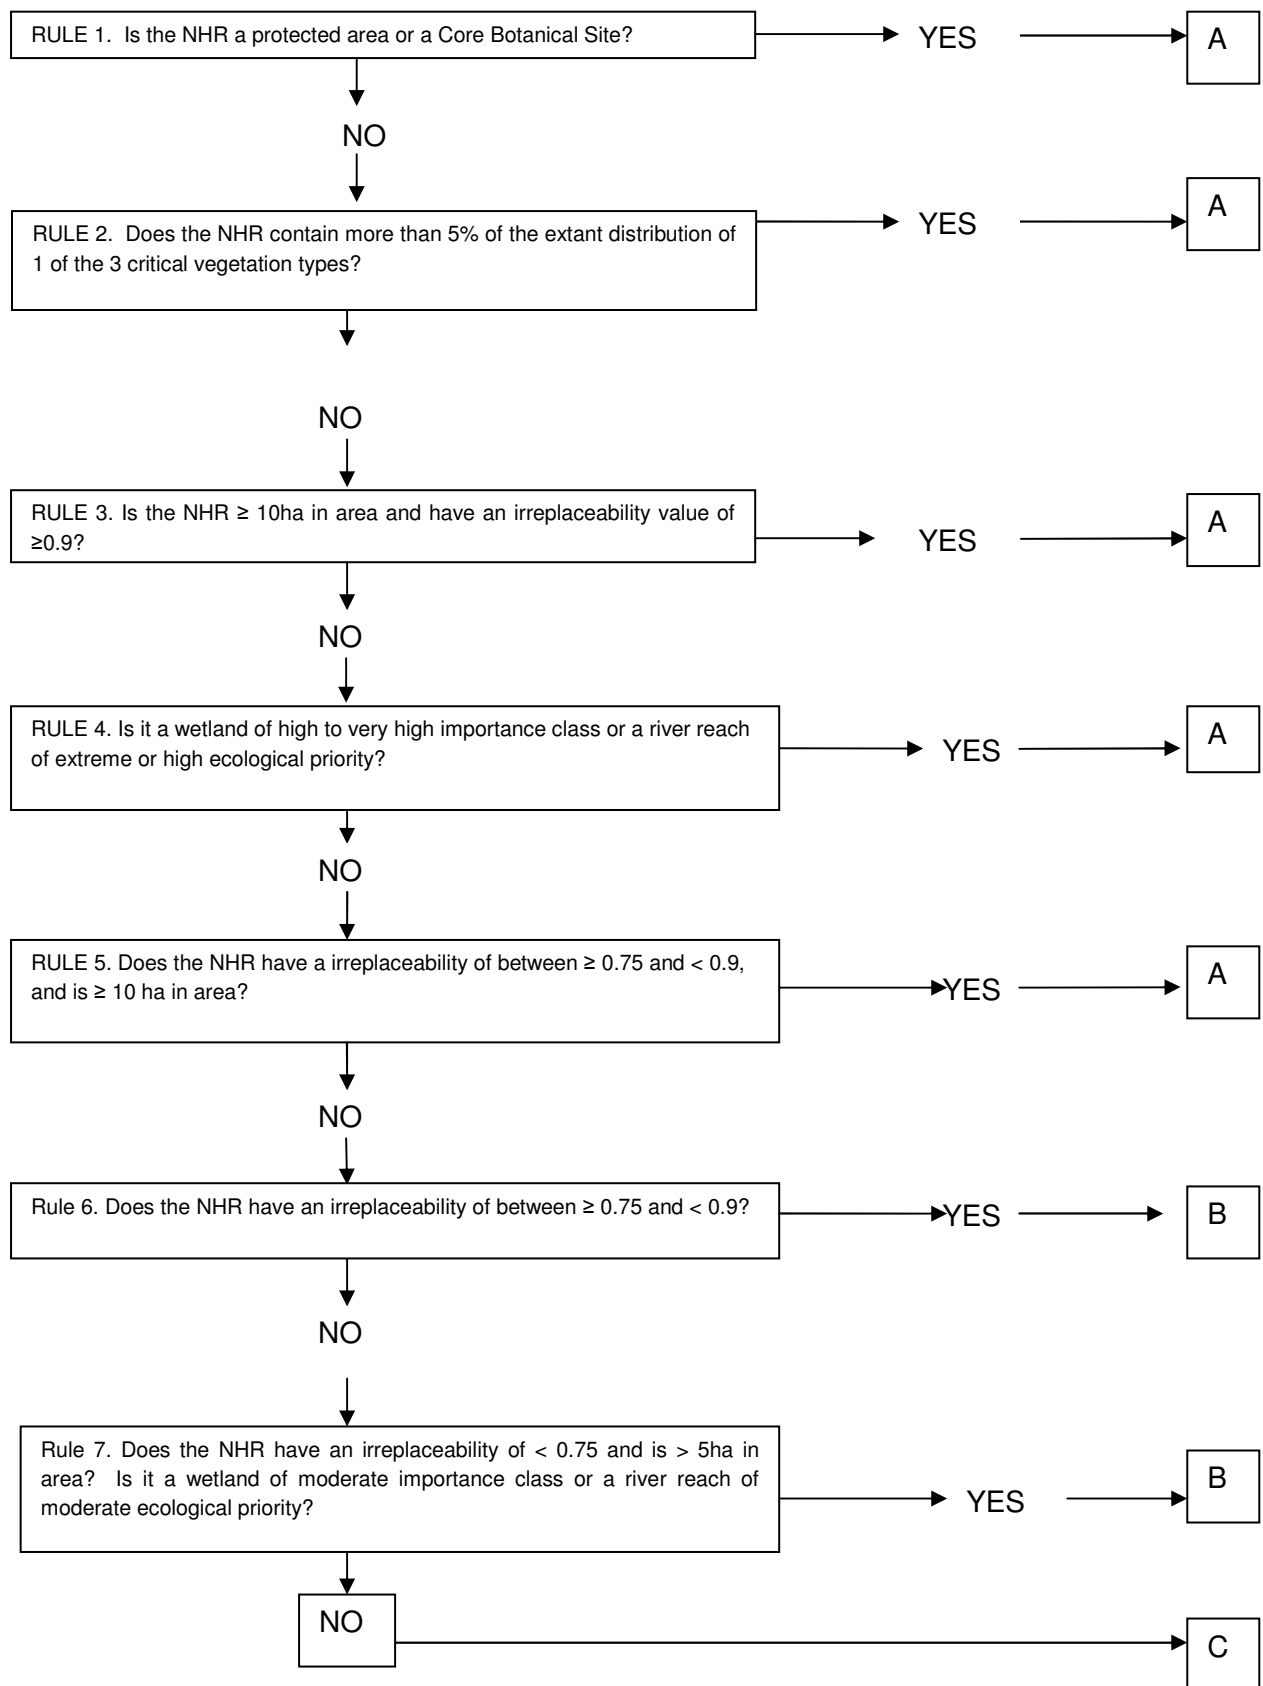 RULE 1. Is the NHR a protected area or a Core Botanical Site?
YES
A
NO
RULE 2. Does the NHR contain more than 5% of the extant distribution of
1 of the 3 critical vegetation types?
YES
A
NO
RULE 3. Is the NHR ≥ 10ha in area and have an irreplaceability value of
≥0.9?
YES
A
NO
RULE 4. Is it a wetland of high to very high importance class or a river reach
of extreme or high ecological priority?
YES
A
NO
RULE 5. Does the NHR have a irreplaceability of between ≥ 0.75 and < 0.9,
and is ≥ 10 ha in area?
YES
A
NO
Rule 6. Does the NHR have an irreplaceability of between ≥ 0.75 and < 0.9?
YES
B
NO
Rule 7. Does the NHR have an irreplaceability of < 0.75 and is > 5ha in
area? Is it a wetland of moderate importance class or a river reach of
moderate ecological priority?
YES
B
NO
C